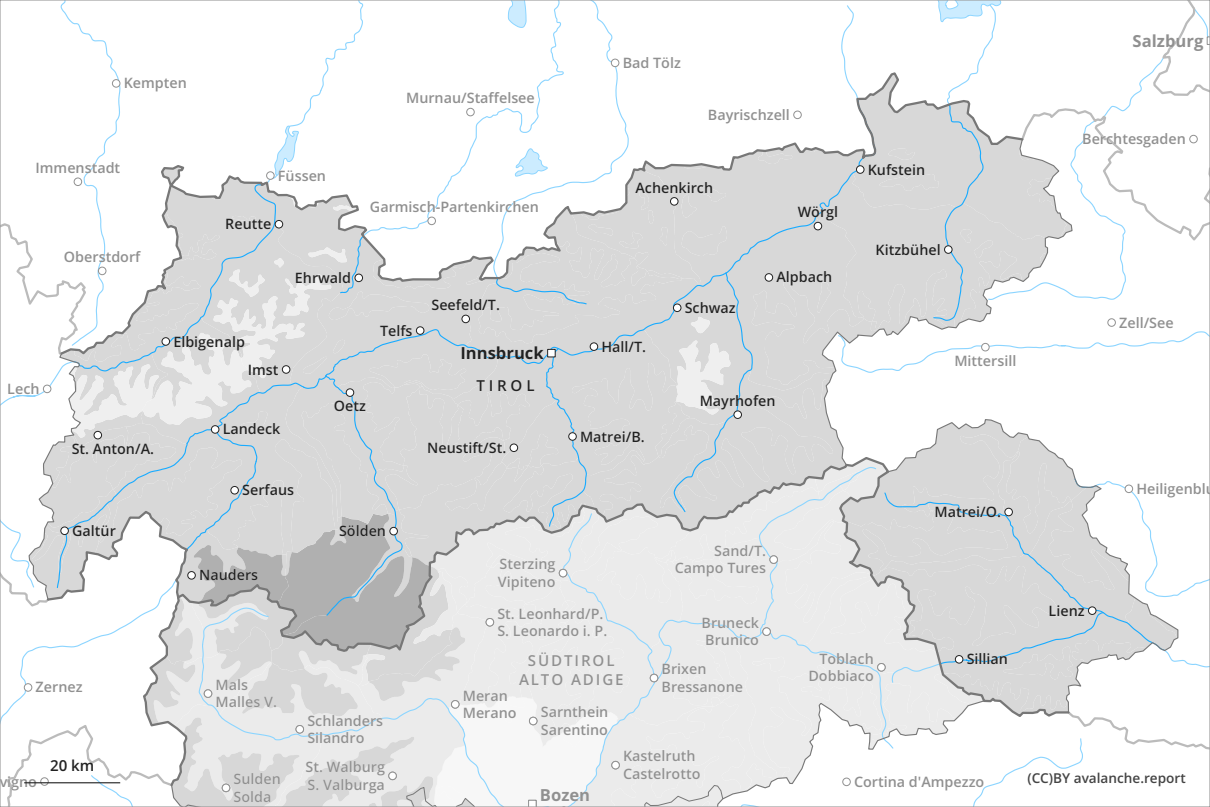 Salzburg
Bad Tölz
Kempten
Murnau/Staffelsee
Bayrischzell
Berchtesgaden
Immenstadt
Füssen
Kufstein
Achenkirch
Garmisch-Partenkirchen
Wörgl
Reutte
Kitzbühel
Oberstdorf
Ehrwald
Alpbach
Seefeld/T.
Schwaz
Zell/See
Telfs
Elbigenalp
Innsbruck
Hall/T.
Mittersill
Imst
TIROL
Lech
Oetz
Mayrhofen
Landeck
Matrei/B.
St. Anton/A.
Neustift/St.
Serfaus
Heiligenblu
Matrei/O.
Galtür
Sölden
Sand/T.
Campo Tures
Sterzing
Vipiteno
Nauders
Lienz
St. Leonhard/P.
S. Leonardo i. P.
Bruneck
Brunico
SÜDTIROL
ALTO ADIGE
Toblach
Dobbiaco
Sillian
Brixen
Bressanone
Zernez
Mals
Malles V.
Meran
Merano
Sarnthein
Sarentino
Schlanders
Silandro
Kastelruth
Castelrotto
20 km
St. Walburg
S. Valburga
vigno
Sulden
Solda
Cortina d'Ampezzo
(CC)BY avalanche.report
Bozen